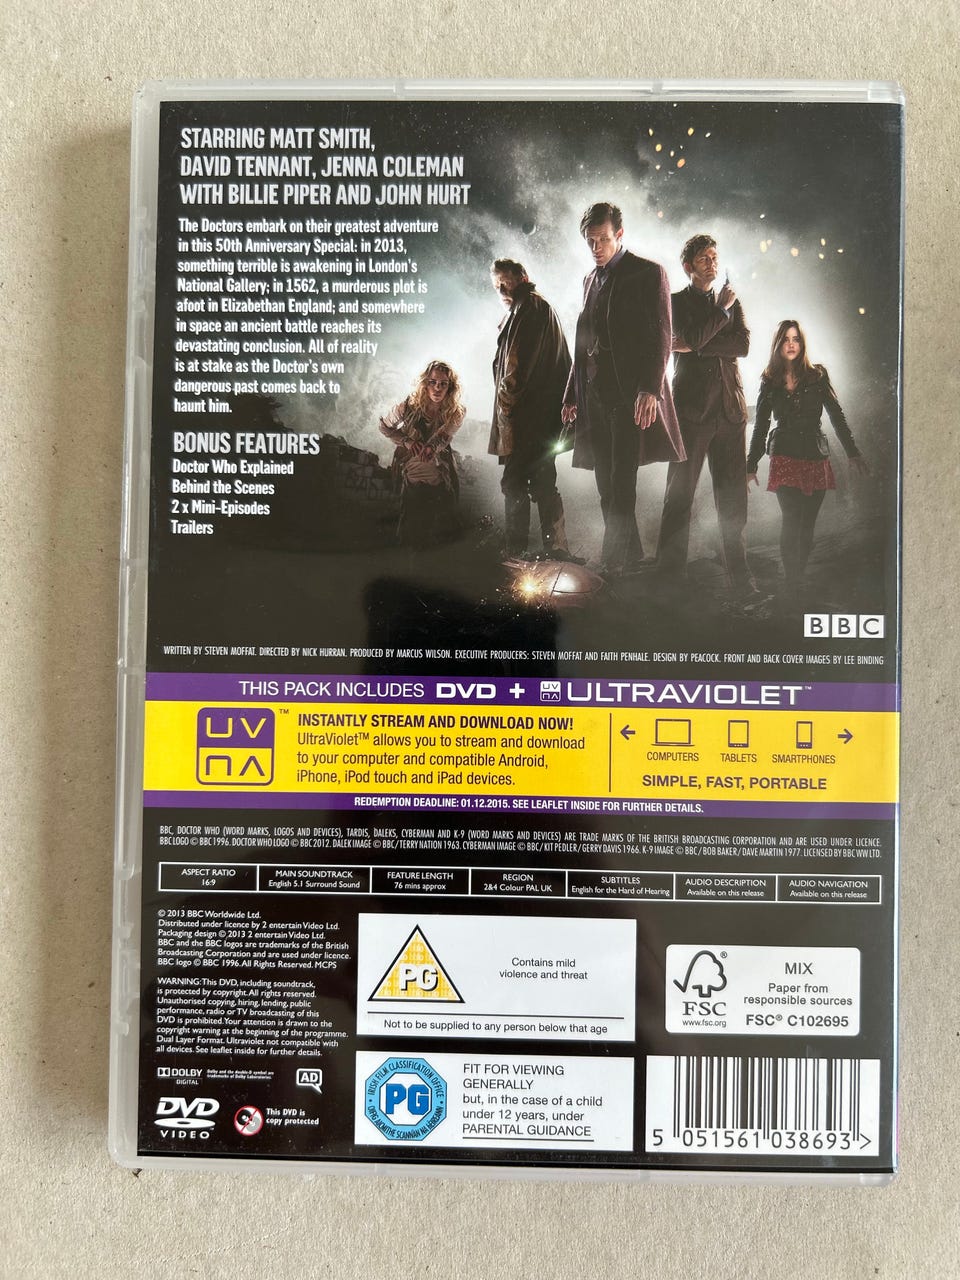 STARRING MATT SMITH,
DAVID TENNANT, JENNA COLEMAN
WITH BILLIE PIPER AND JOHN HURT
The Doctors embark on their greatest adventure
in this 50th Anniversary Special: in 2013,
something terrible is awakening in London's
National Gallery; in 1562, a murderous plot is
afoot in Elizabethan England; and somewhere
in space an ancient battle reaches its
devastating conclusion. All of reality
is at stake as the Doctor's own
dangerous past comes back to
haunt him.
BONUS FEATURES
Doctor Who Explained
Behind the Scenes
2 x Mini-Episodes
Trailers
BBC
WRITTEN BY STEVEN MOFFAT. DIRECTED BY NICK HURRAN. PRODUCED BY MARCUS WILSON. EXECUTIVE PRODUCERS: STEVEN MOFFAT AND FAITH PENHALE. DESIGN BY PEACOCK. FRONT AND BACK COVER IMAGES BY LEE BINDING
THIS PACK INCLUDES DVD + UV ULTRAVIOLET™
UV ™
INSTANTLY STREAM AND DOWNLOAD NOW!
UltraViolet™ allows you to stream and download
to your computer and compatible Android,
iPhone, iPod touch and iPad devices.
COMPUTERS TABLETS SMARTPHONES
SIMPLE, FAST, PORTABLE
REDEMPTION DEADLINE: 01.12.2015. SEE LEAFLET INSIDE FOR FURTHER DETAILS.
BBC, DOCTOR WHO (WORD MARKS, LOGOS AND DEVICES), TARDIS, DALEKS, CYBERMAN AND K-9 (WORD MARKS AND DEVICES) ARE TRADE MARKS OF THE BRITISH BROADCASTING CORPORATION AND ARE USED UNDER LICENCE.
BBC LOGO © BBC 1996. DOCTOR WHO LOGO © BBC 2012. DALEK IMAGE © BBC/TERRY NATION 1963. CYBERMAN IMAGE © BBC/KIT PEDLER/GERRY DAVIS 1966. K-9 IMAGE © BBC/BOB BAKER/DAVE MARTIN 1977. LICENSED BY BBC WW LTD.
ASPECT RATIO
16:9
MAIN SOUNDTRACK
English 5.1 Surround Sound
FEATURE LENGTH
76 mins approx
REGION
2&4 Colour PAL UK
SUBTITLES
English for the Hard of Hearing
AUDIO DESCRIPTION
Available on this release
AUDIO NAVIGATION
Available on this release
© 2013 BBC Worldwide Ltd.
Distributed under licence by 2 entertain Video Ltd.
Packaging design © 2013 2 entertain Video Ltd.
BBC and the BBC logos are trademarks of the British
Broadcasting Corporation and are used under licence.
BBC logo © BBC 1996. All Rights Reserved. MCPS
WARNING: This DVD, including soundtrack,
is protected by copyright. All rights reserved.
Unauthorised copying, hiring, lending, public
performance, radio or TV broadcasting of this
DVD is prohibited. Your attention is drawn to the
copyright warning at the beginning of the programme.
Dual Layer Format. Ultraviolet not compatible with
all devices. See leaflet inside for further details.
DOLBY
DIGITAL
Dolby and the double-D symbol are
trademarks of Dolby Laboratories
AD
DVD
VIDEO
This DVD is
copy protected
PG
Contains mild
violence and threat
Not to be supplied to any person below that age
IRISH FILM CLASSIFICATION OFFICE
PG
OIFIG AICMITHE SCANNÁN NA hÉIREANN
FIT FOR VIEWING
GENERALLY
but, in the case of a child
under 12 years, under
PARENTAL GUIDANCE
®
FSC
www.fsc.org
MIX
Paper from
responsible sources
FSC® C102695
5 051561 038693 >